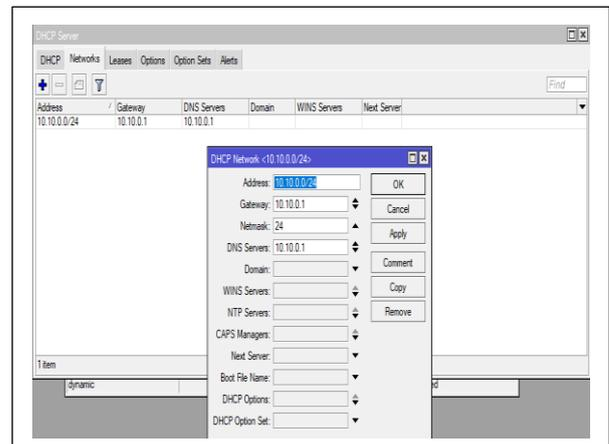 DHCP Server
DHCP Networks Leases Options Option Sets Alerts
Find
Address Gateway DNS Servers Domain WINS Servers Next Server
10.10.0.0/24 10.10.0.1 10.10.0.1
DHCP Network <10.10.0.0/24>
Address: 10.10.0.0/24 OK
Gateway: 10.10.0.1 Cancel
Netmask: 24 Apply
DNS Servers: 10.10.0.1
Domain: Comment
WINS Servers: Copy
NTP Servers: Remove
CAPS Managers:
Next Server:
Boot File Name:
DHCP Options:
DHCP Option Set:
1 item
dynamic